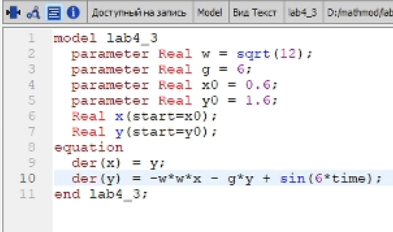 Доступный на запись Model Вид Текст lab4_3 D:/mathmod/lab
1 model lab4_3
2 parameter Real w = sqrt(12);
3 parameter Real g = 6;
4 parameter Real x0 = 0.6;
5 parameter Real y0 = 1.6;
6 Real x(start=x0);
7 Real y(start=y0);
8 equation
9 der(x) = y;
10 der(y) = -w*w*x - g*y + sin(6*time);
11 end lab4_3;